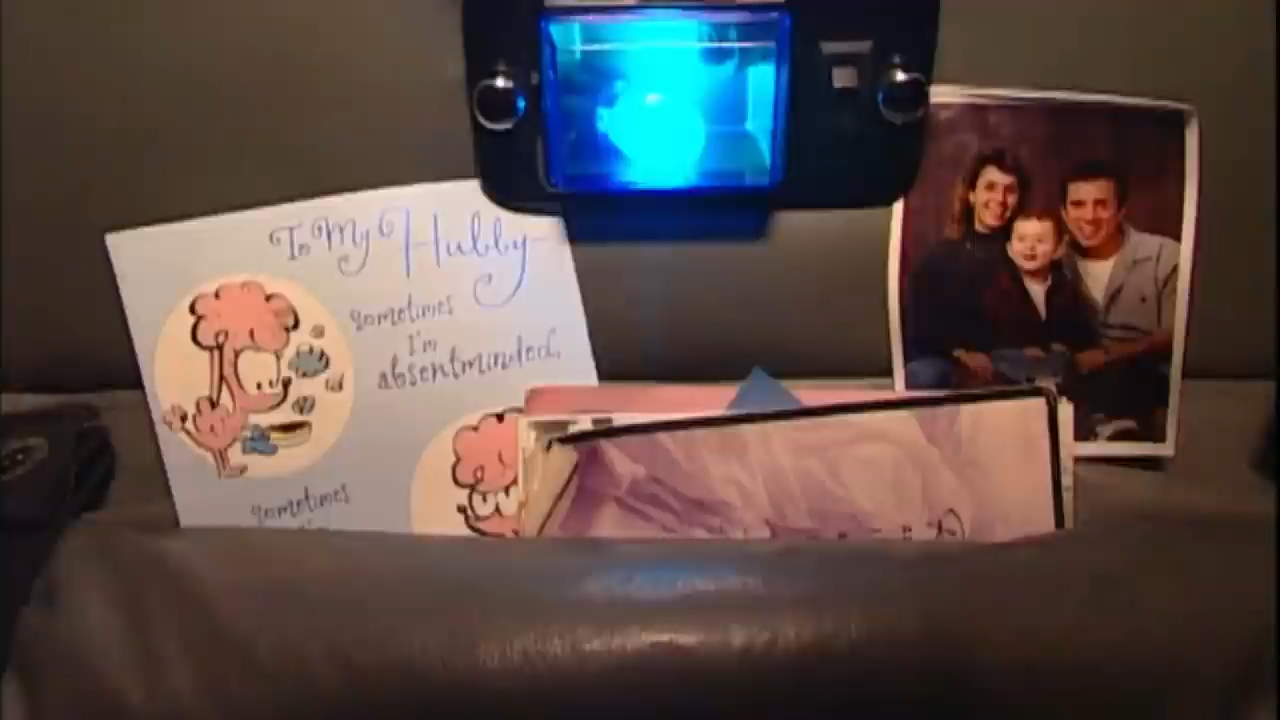 To My Hubby
sometimes
I'm
absentminded,
sometimes
I'm